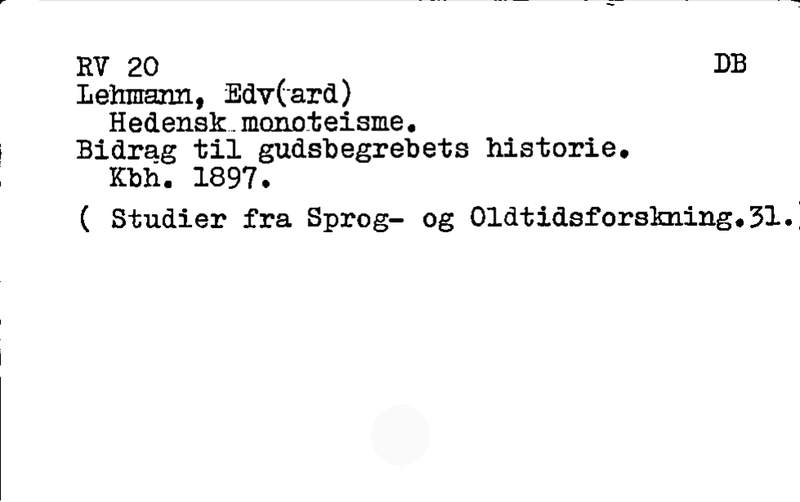 RV 20 DB
Lehmann, Edv(ard)
Hedensk monoteisme.
Bidrag til gudsbegrebets historie.
Kbh. 1897.
( Studier fra Sprog- og Oldtidsforskning.31.)